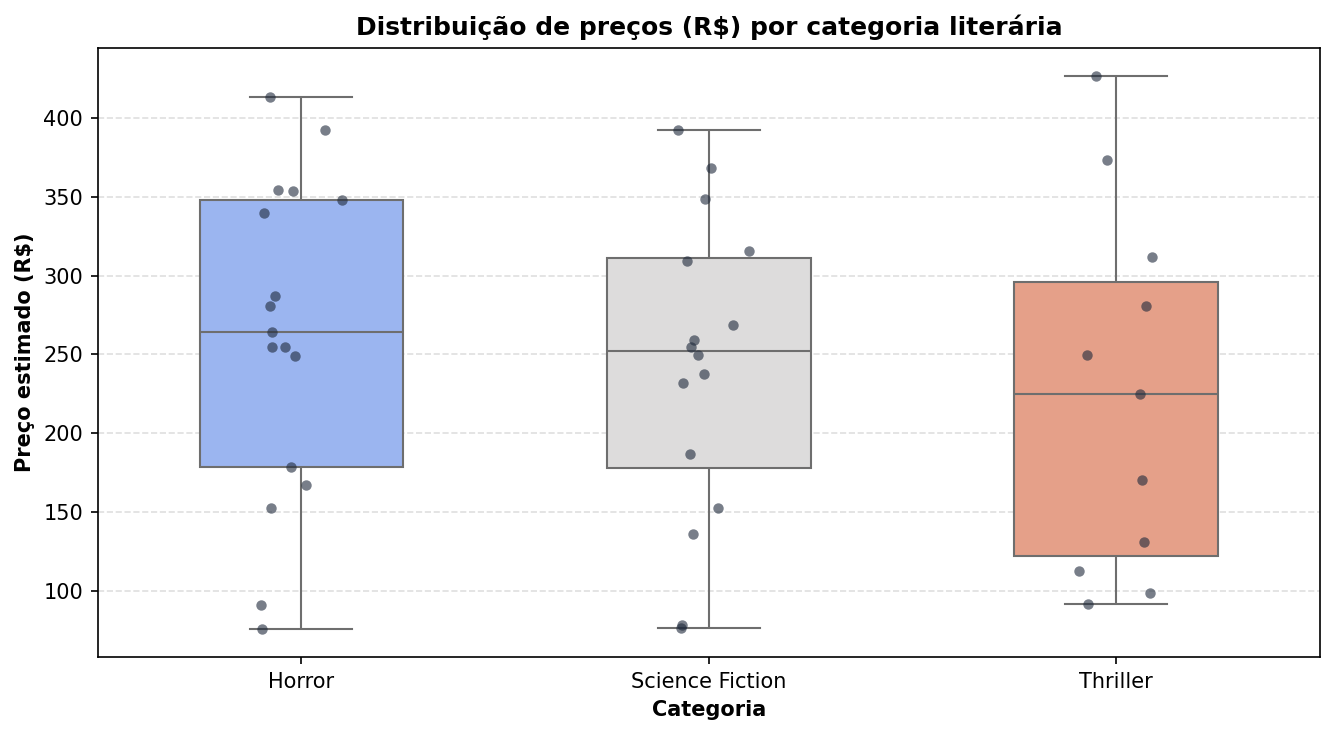 Distribuição de preços (R$) por categoria literária
Preço estimado (R$)
400
350
300
250
200
150
100
Horror
Science Fiction
Thriller
Categoria